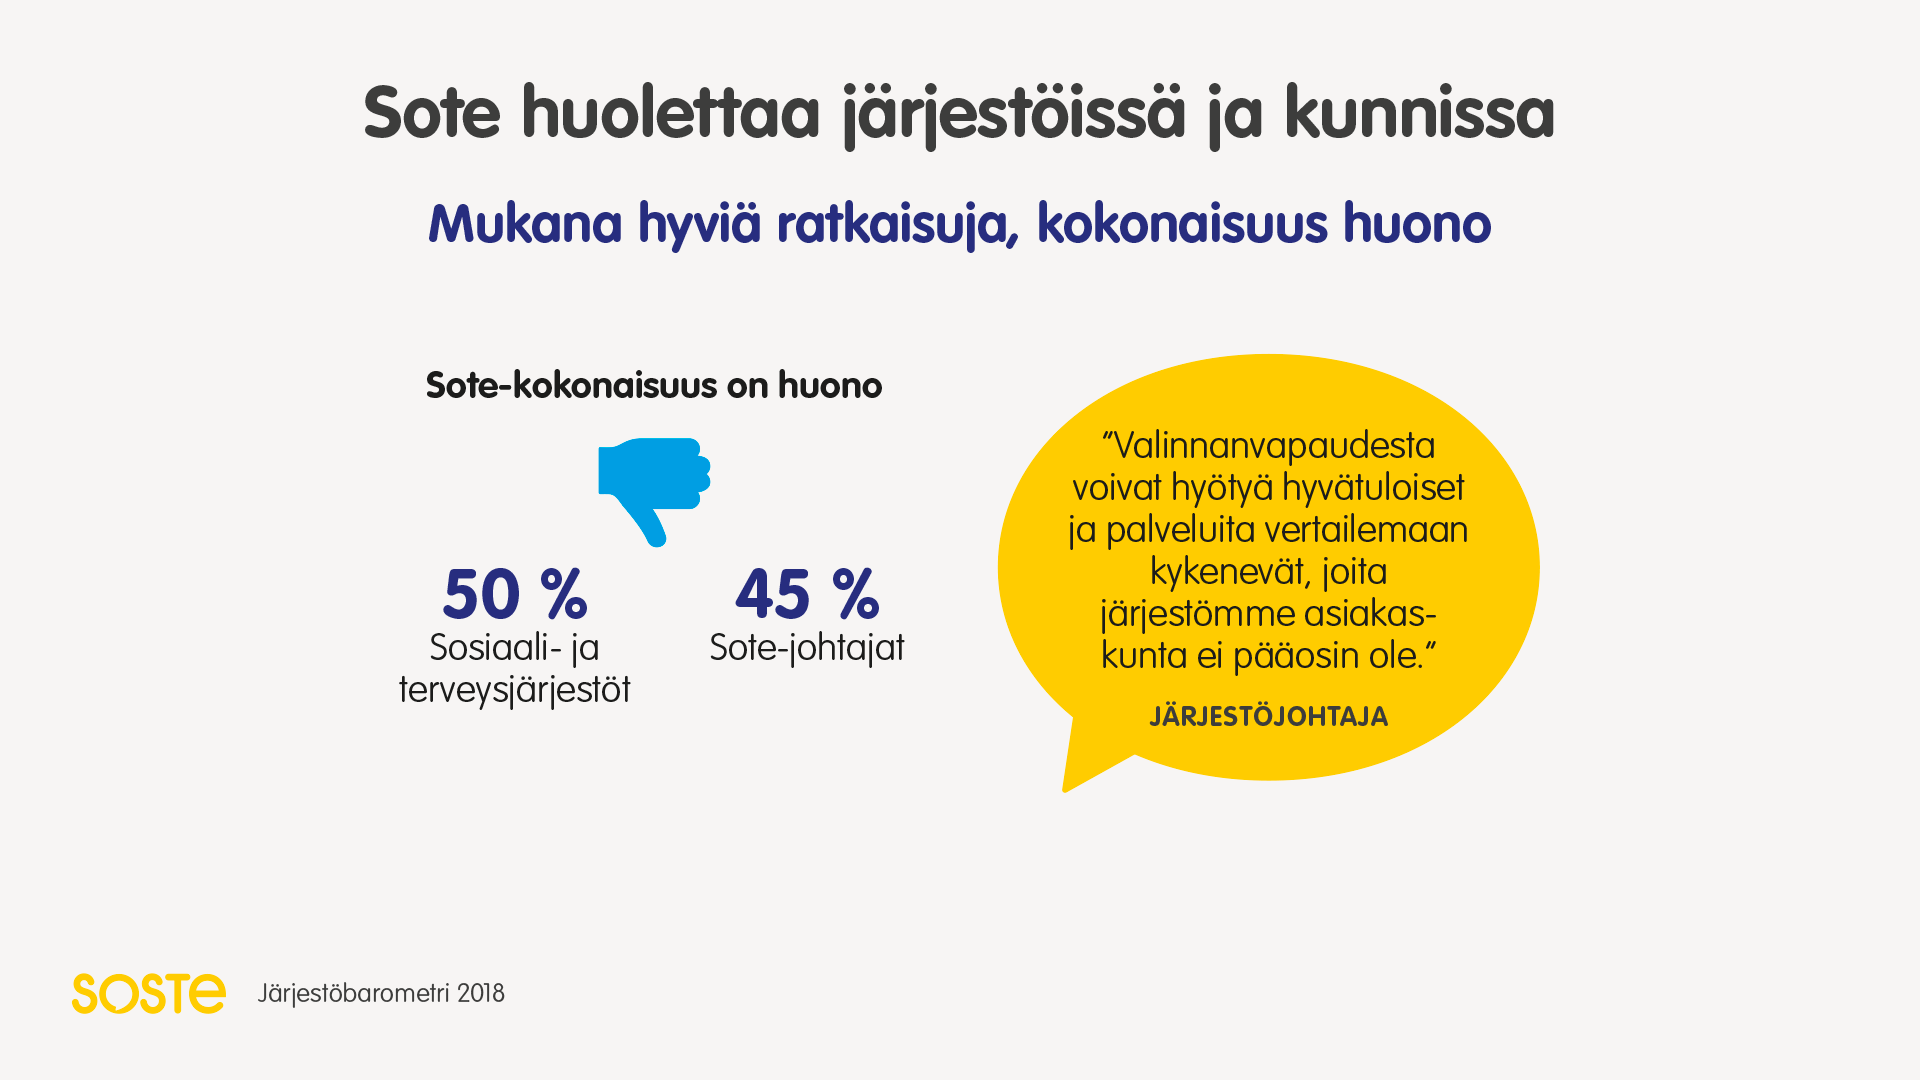 Sote huolettaa järjestöissä ja kunnissa
Mukana hyviä ratkaisuja, kokonaisuus huono
Sote-kokonaisuus on huono
50 %
Sosiaali- ja
terveysjärjestöt
45 %
Sote-johtajat
”Valinnanvapaudesta
voivat hyötyä hyvätuloiset
ja palveluita vertailemaan
kykenevät, joita
järjestömme asiakas-
kunta ei pääosin ole.”
JÄRJESTÖJOHTAJA
SOSTe
Järjestöbarometri 2018